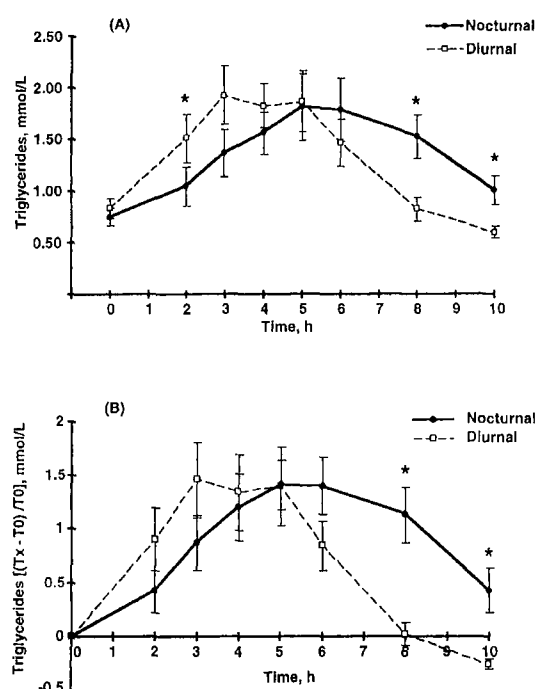 (A)
Nocturnal
Diurnal
Triglycerides, mmol/L
2.50
2.00
1.50
1.00
0.50
*
*
*
0 1 2 3 4 5 6 7 8 9 10
Time, h
(B)
Nocturnal
Diurnal
Triglycerides [(Tx - T0) /T0], mmol/L
2
1.5
1
0.5
0
-0.5
*
*
0 1 2 3 4 5 6 7 8 9 10
Time, h